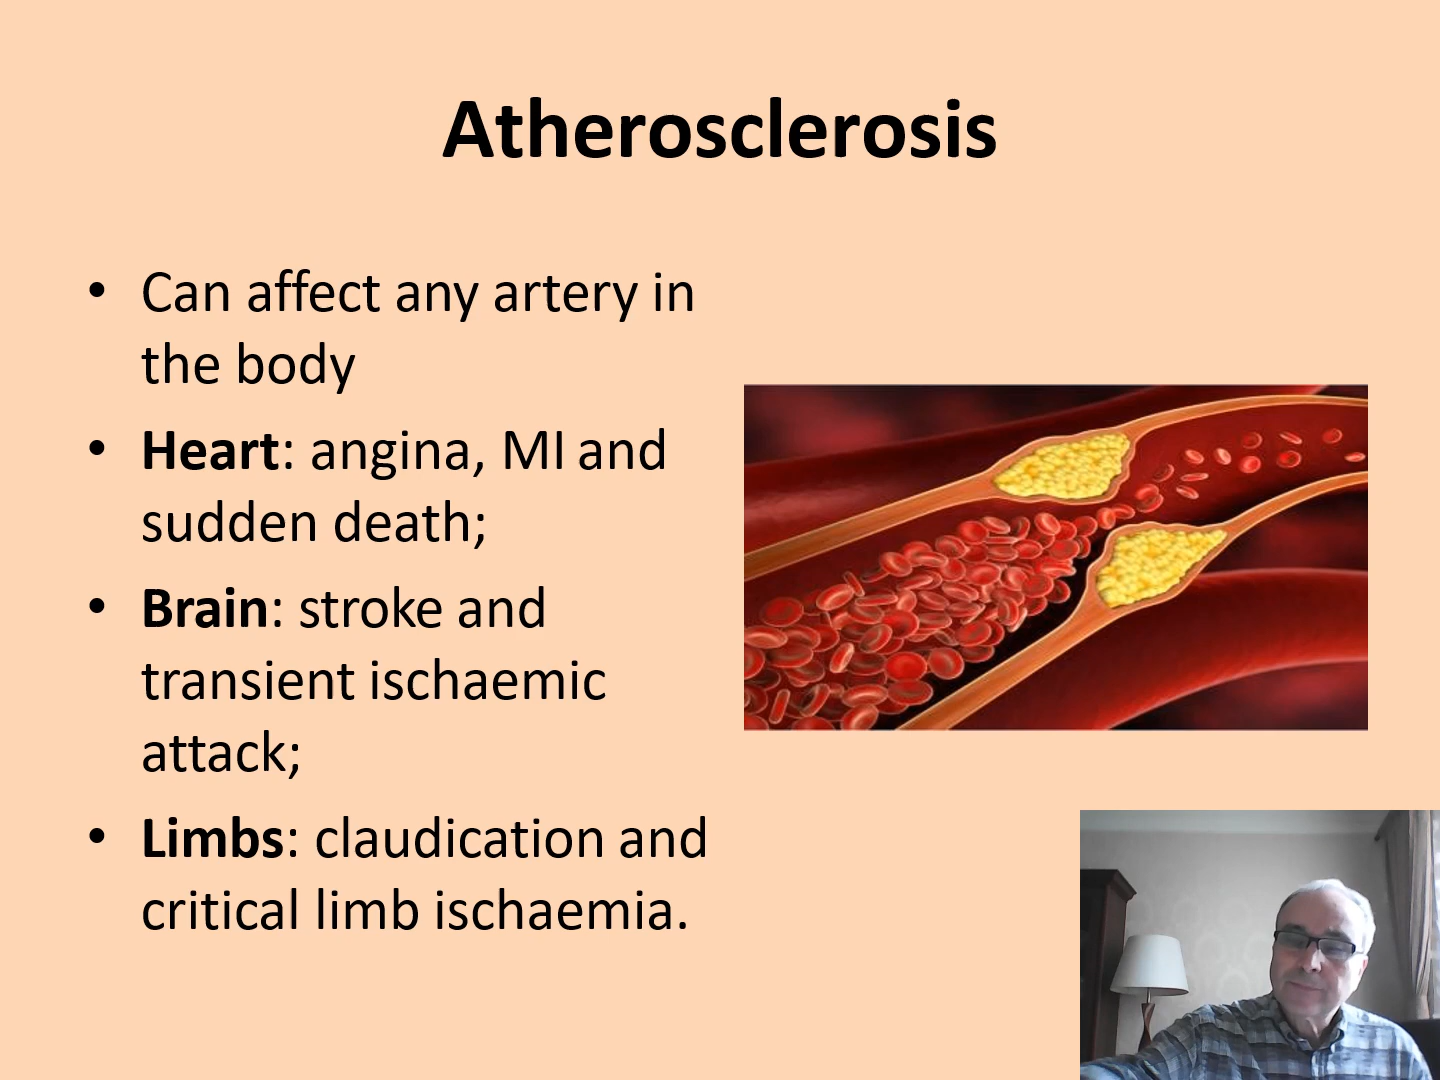 Atherosclerosis
• Can affect any artery in
the body
• Heart: angina, MI and
sudden death;
• Brain: stroke and
transient ischaemic
attack;
• Limbs: claudication and
critical limb ischaemia.